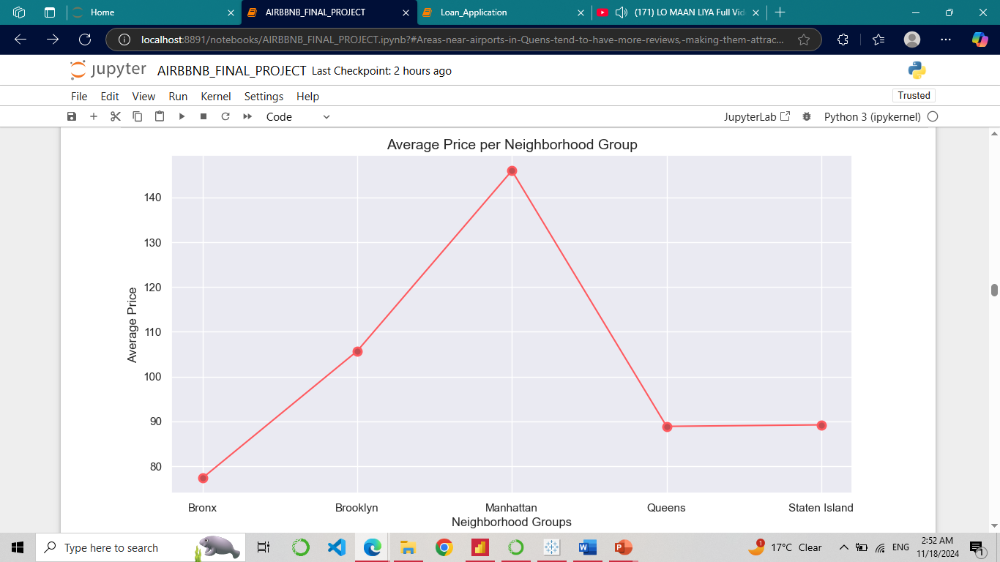 Home
AIRBBNB_FINAL_PROJECT
Loan_Application
(171) LO MAAN LIYA Full Vid
localhost:8891/notebooks/AIRBBNB_FINAL_PROJECT.ipynb?#Areas-near-airports-in-Quens-tend-to-have-more-reviews,-making-them-attrac...
jupyter AIRBBNB_FINAL_PROJECT Last Checkpoint: 2 hours ago
File Edit View Run Kernel Settings Help
Trusted
Code
JupyterLab
Python 3 (ipykernel)
Average Price per Neighborhood Group
140
130
120
110
100
90
80
Average Price
Bronx Brooklyn Manhattan Queens Staten Island
Neighborhood Groups
Type here to search
1
17°C Clear
ENG
2:52 AM
11/18/2024
1